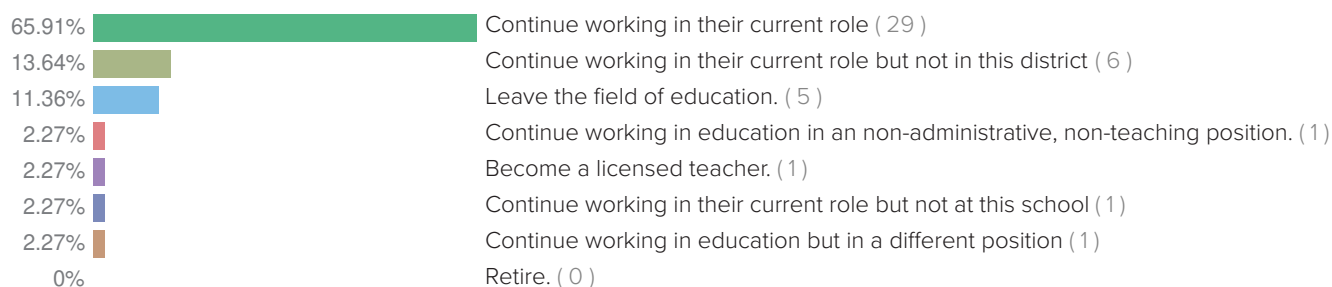 65.91% Continue working in their current role ( 29 )
13.64% Continue working in their current role but not in this district ( 6 )
11.36% Leave the field of education. ( 5 )
2.27% Continue working in education in an non-administrative, non-teaching position. ( 1 )
2.27% Become a licensed teacher. ( 1 )
2.27% Continue working in their current role but not at this school ( 1 )
2.27% Continue working in education but in a different position ( 1 )
0% Retire. ( 0 )